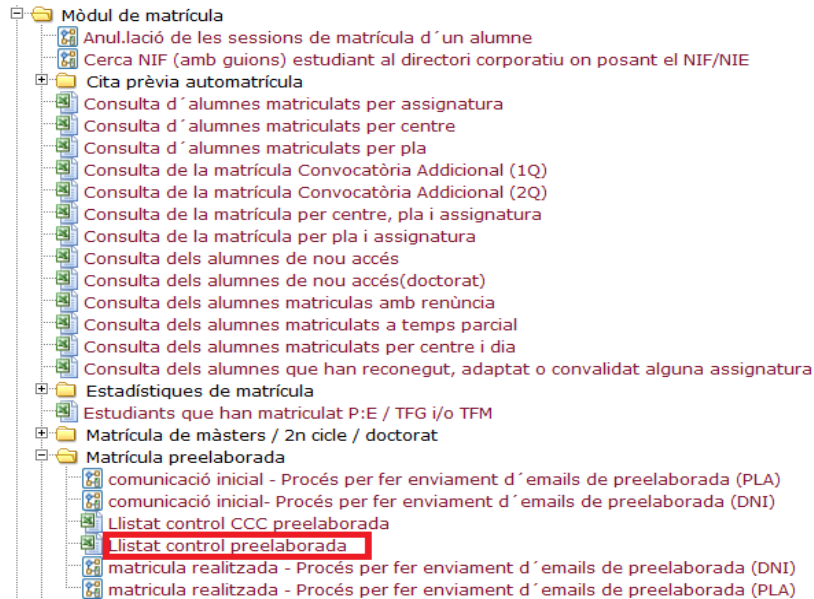 Mòdul de matrícula
Anul.lació de les sessions de matrícula d´un alumne
Cerca NIF (amb guions) estudiant al directori corporatiu on posant el NIF/NIE
Cita prèvia automatrícula
Consulta d´alumnes matriculats per assignatura
Consulta d´alumnes matriculats per centre
Consulta d´alumnes matriculats per pla
Consulta de la matrícula Convocatòria Addicional (1Q)
Consulta de la matrícula Convocatòria Addicional (2Q)
Consulta de la matrícula per centre, pla i assignatura
Consulta de la matrícula per pla i assignatura
Consulta dels alumnes de nou accés
Consulta dels alumnes de nou accés(doctorat)
Consulta dels alumnes matriculas amb renúncia
Consulta dels alumnes matriculats a temps parcial
Consulta dels alumnes matriculats per centre i dia
Consulta dels alumnes que han reconegut, adaptat o convalidat alguna assignatura
Estadístiques de matrícula
Estudiants que han matriculat P:E / TFG i/o TFM
Matrícula de màsters / 2n cicle / doctorat
Matrícula preelaborada
comunicació inicial - Procés per fer enviament d´emails de preelaborada (PLA)
comunicació inicial- Procés per fer enviament d´emails de preelaborada (DNI)
Llistat control CCC preelaborada
Llistat control preelaborada
matricula realitzada - Procés per fer enviament d´emails de preelaborada (DNI)
matricula realitzada - Procés per fer enviament d´emails de preelaborada (PLA)